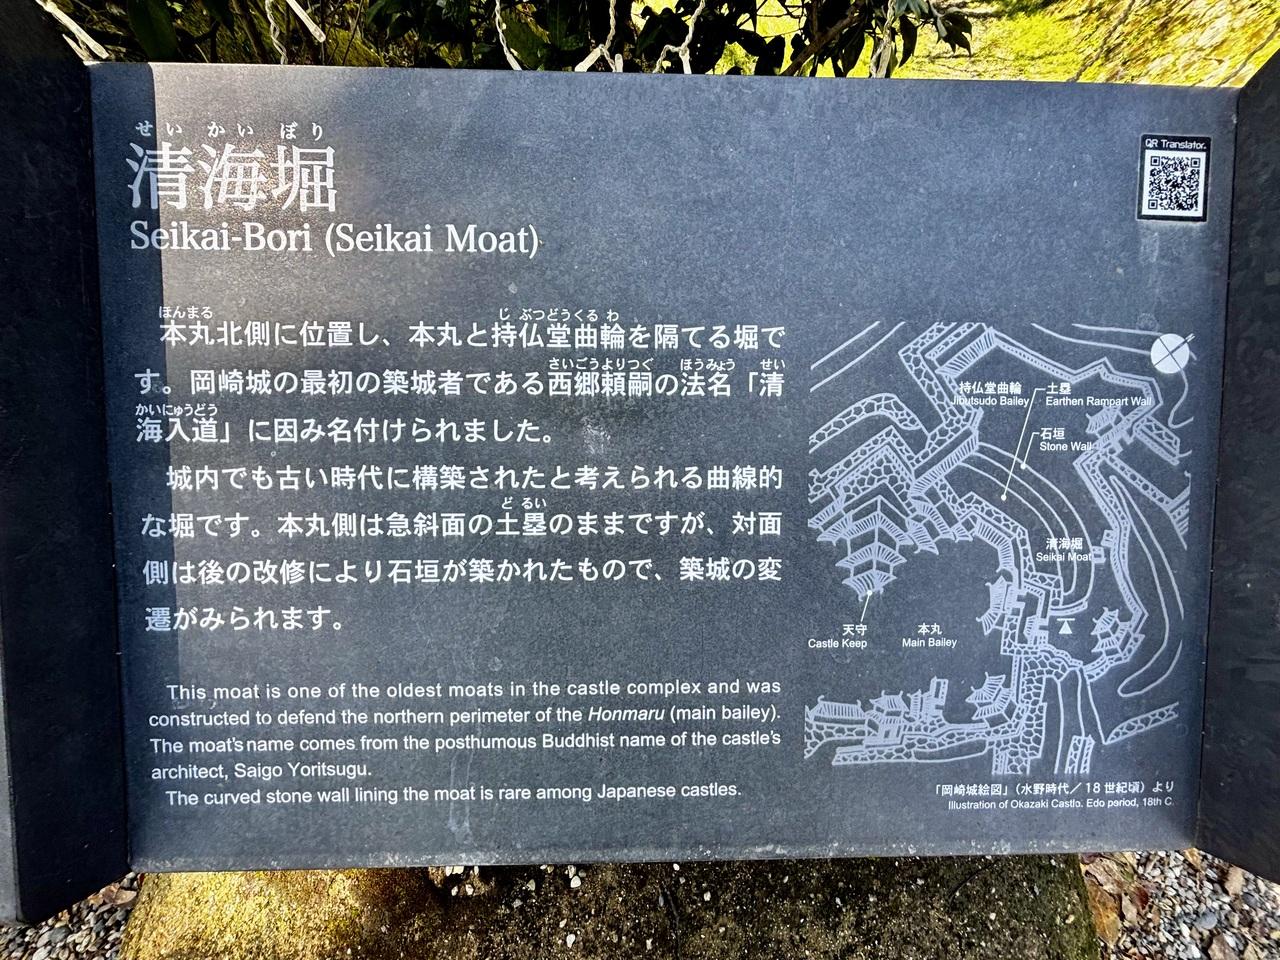 せいかいぼり
清海堀
Seikai-Bori (Seikai Moat)
QR Translator.
ほんまる じぶつどうくるわ
本丸北側に位置し、本丸と持仏堂曲輪を隔てる堀で
さいごうよりつぐ ほうみょう せい
す。岡崎城の最初の築城者である西郷頼嗣の法名「清
かいにゅうどう
海入道」に因み名付けられました。
城内でも古い時代に構築されたと考えられる曲線的
どるい
な堀です。本丸側は急斜面の土塁のままですが、対面
側は後の改修により石垣が築かれたもので、築城の変
遷がみられます。
This moat is one of the oldest moats in the castle complex and was
constructed to defend the northern perimeter of the Honmaru (main bailey).
The moat's name comes from the posthumous Buddhist name of the castle's
architect, Saigo Yoritsugu.
The curved stone wall lining the moat is rare among Japanese castles.
持仏堂曲輪
Jibutsudo Bailey
土塁
Earthen Rampart Wall
石垣
Stone Wall
清海堀
Seikai Moat
天守
Castle Keep
本丸
Main Bailey
「岡崎城絵図」(水野時代／18世紀頃)より
Illustration of Okazaki Castlo. Edo period, 18th C.